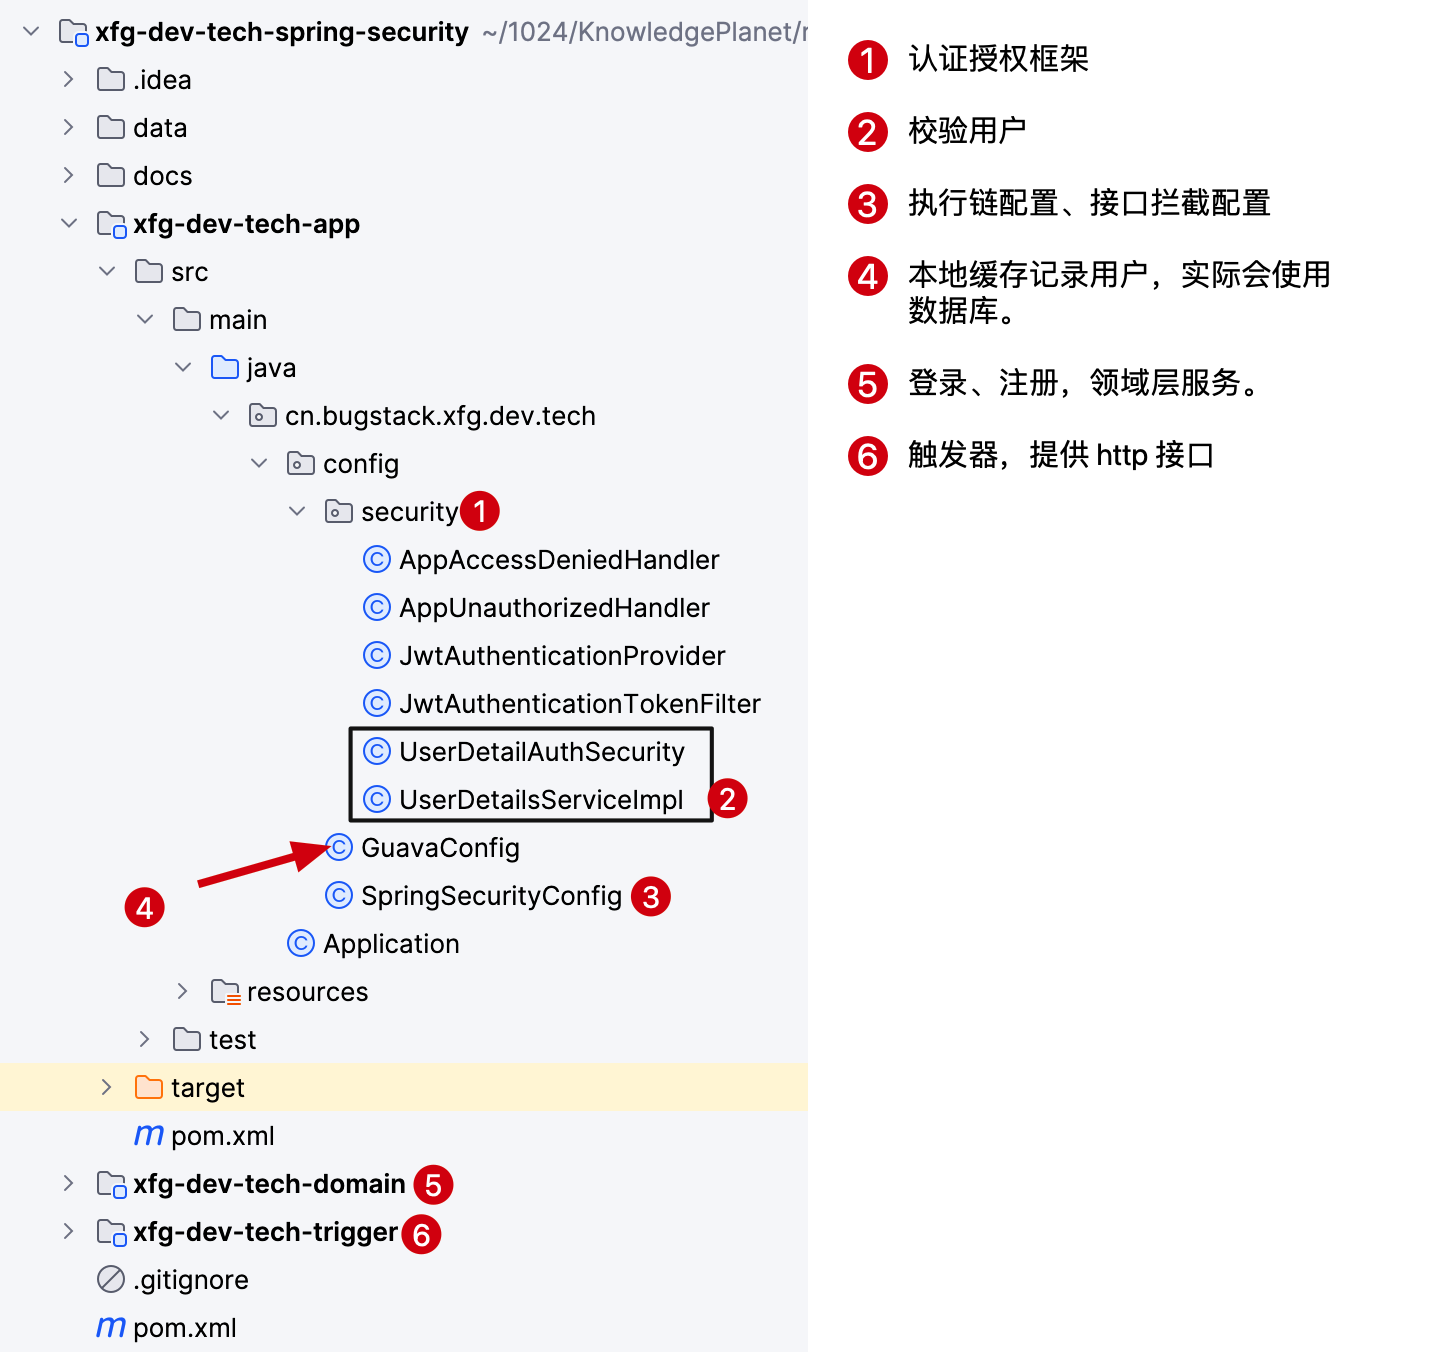 xfg-dev-tech-spring-security ~/1024/KnowledgePlanet/
.idea
data
docs
xfg-dev-tech-app
src
main
java
cn.bugstack.xfg.dev.tech
config
security 1
AppAccessDeniedHandler
AppUnauthorizedHandler
JwtAuthenticationProvider
JwtAuthenticationTokenFilter
UserDetailAuthSecurity
UserDetailsServiceImpl 2
GuavaConfig
4
SpringSecurityConfig 3
Application
resources
test
target
pom.xml
xfg-dev-tech-domain 5
xfg-dev-tech-trigger 6
.gitignore
pom.xml
1 认证授权框架
2 校验用户
3 执行链配置、接口拦截配置
4 本地缓存记录用户，实际会使用
数据库。
5 登录、注册，领域层服务。
6 触发器，提供 http 接口